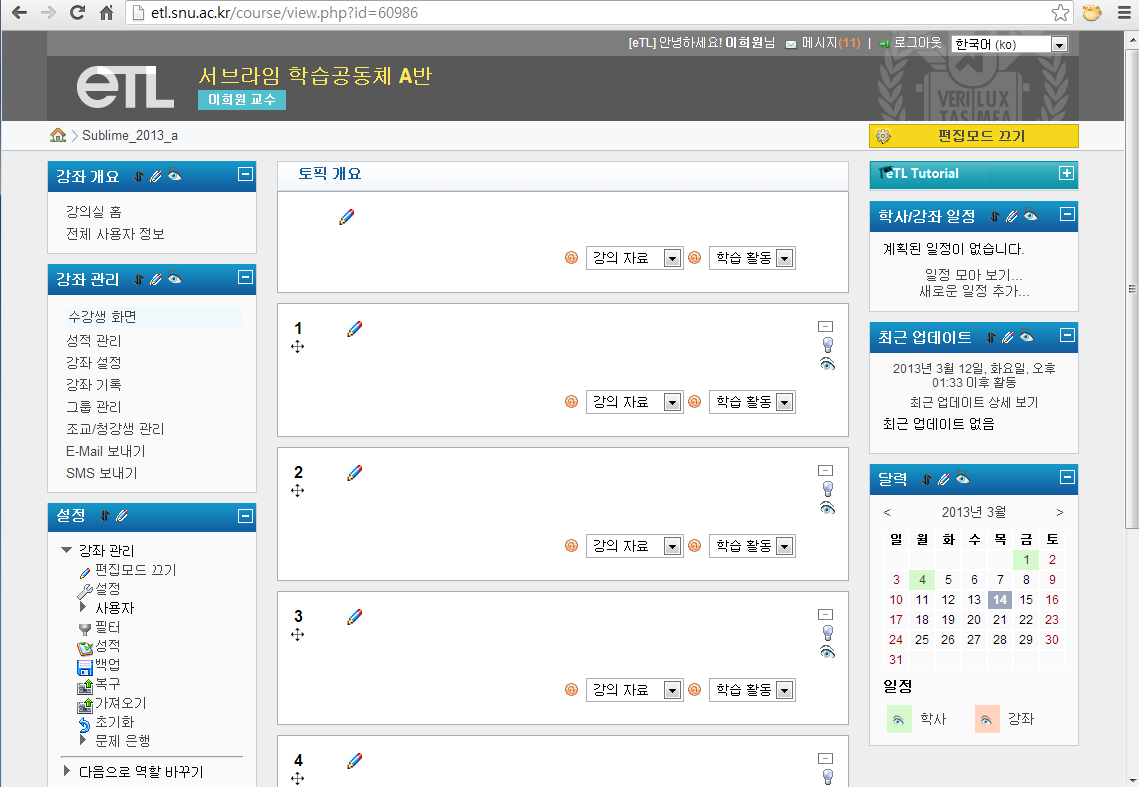 etl.snu.ac.kr/course/view.php?id=60986
[eTL] 안녕하세요! 이희원님 메시지(11) | 로그아웃 한국어 (ko)
eTL
서브라임 학습공동체 A반
이희원 교수
VERI LUX
TAS MEA
Sublime_2013_a
편집모드 끄기
강좌 개요
강의실 홈
전체 사용자 정보
강좌 관리
수강생 화면
성적 관리
강좌 설정
강좌 기록
그룹 관리
조교/청강생 관리
E-Mail 보내기
SMS 보내기
설정
강좌 관리
편집모드 끄기
설정
사용자
필터
성적
백업
복구
가져오기
초기화
문제 은행
다음으로 역할 바꾸기
토픽 개요
강의 자료 학습 활동
1
강의 자료 학습 활동
2
강의 자료 학습 활동
3
강의 자료 학습 활동
4
eTL Tutorial
학사/강좌 일정
계획된 일정이 없습니다.
일정 모아 보기...
새로운 일정 추가...
최근 업데이트
2013년 3월 12일, 화요일, 오후
01:33 이후 활동
최근 업데이트 상세 보기
최근 업데이트 없음
달력
< 2013년 3월 >
일 월 화 수 목 금 토
1 2
3 4 5 6 7 8 9
10 11 12 13 14 15 16
17 18 19 20 21 22 23
24 25 26 27 28 29 30
31
일정
학사 강좌